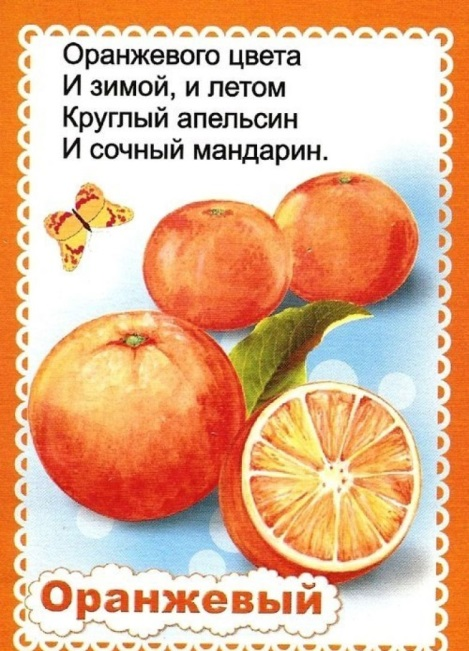 Оранжевого цвета
И зимой, и летом
Круглый апельсин
И сочный мандарин.
Оранжевый